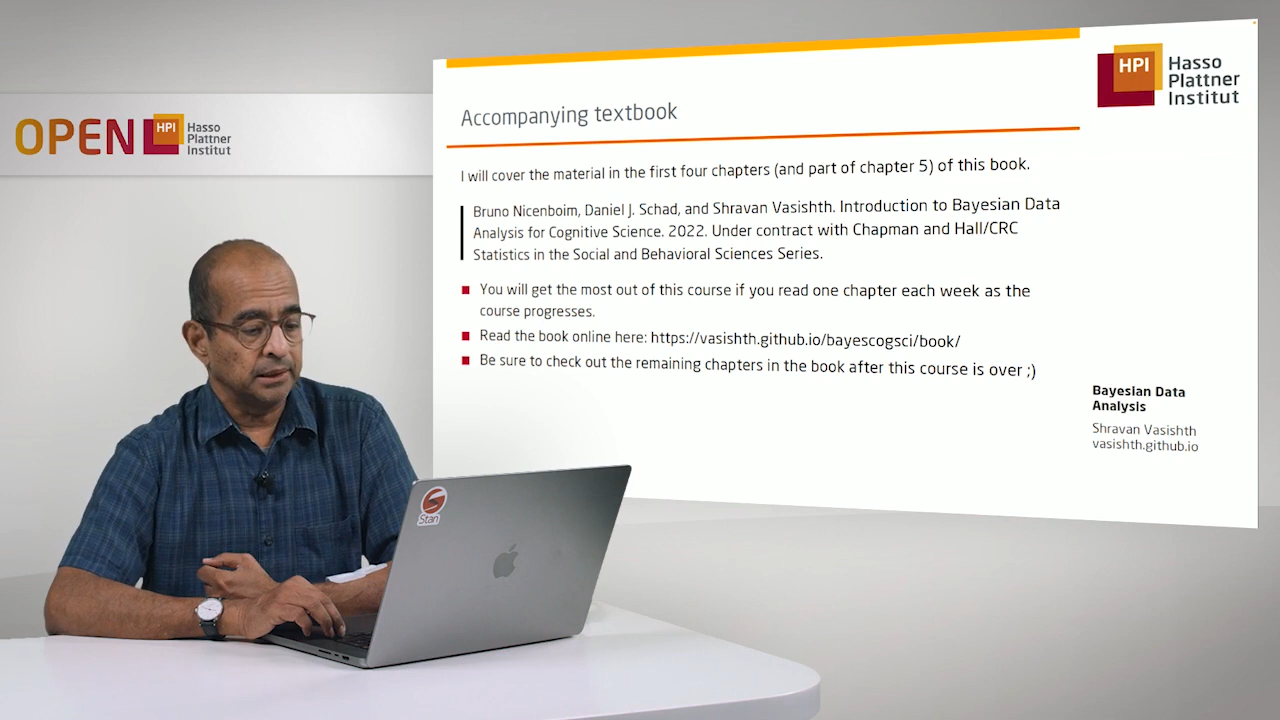 OPEN
HPI
Hasso
Plattner
Institut
Accompanying textbook
HPI
Hasso
Plattner
Institut
I will cover the material in the first four chapters (and part of chapter 5) of this book.
Bruno Nicenboim, Daniel J. Schad, and Shravan Vasishth. Introduction to Bayesian Data
Analysis for Cognitive Science. 2022. Under contract with Chapman and Hall/CRC
Statistics in the Social and Behavioral Sciences Series.
You will get the most out of this course if you read one chapter each week as the
course progresses.
Read the book online here: https://vasishth.github.io/bayescogsci/book/
Be sure to check out the remaining chapters in the book after this course is over ;)
Bayesian Data
Analysis
Shravan Vasishth
vasishth.github.io
Stan